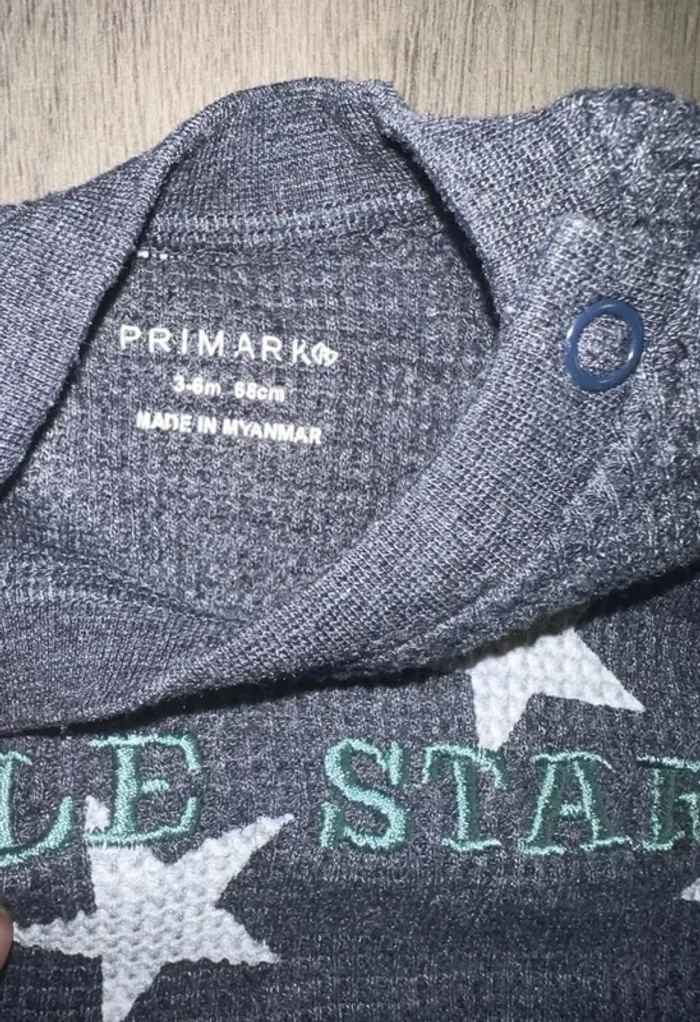 PRIMARK
3-6m 68cm
MADE IN MYANMAR
LE STAR